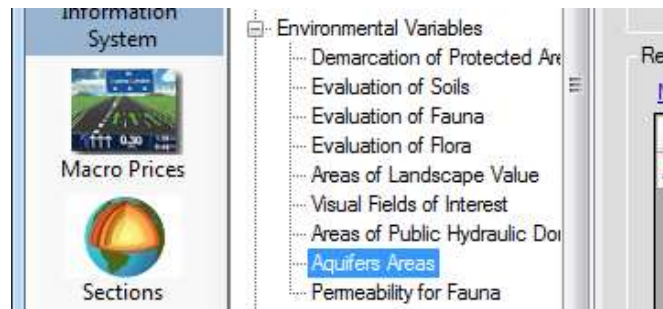 Information
System
Macro Prices
Sections
Environmental Variables
Demarcation of Protected Are
Evaluation of Soils
Evaluation of Fauna
Evaluation of Flora
Areas of Landscape Value
Visual Fields of Interest
Areas of Public Hydraulic Dor
Aquifers Areas
Permeability for Fauna
Re